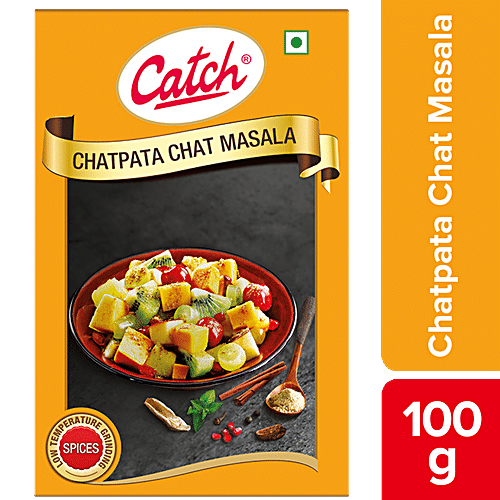 Catch®
CHATPATA CHAT MASALA
LOW TEMPERATURE GRINDING
SPICES
Chatpata Chat Masala
100
g